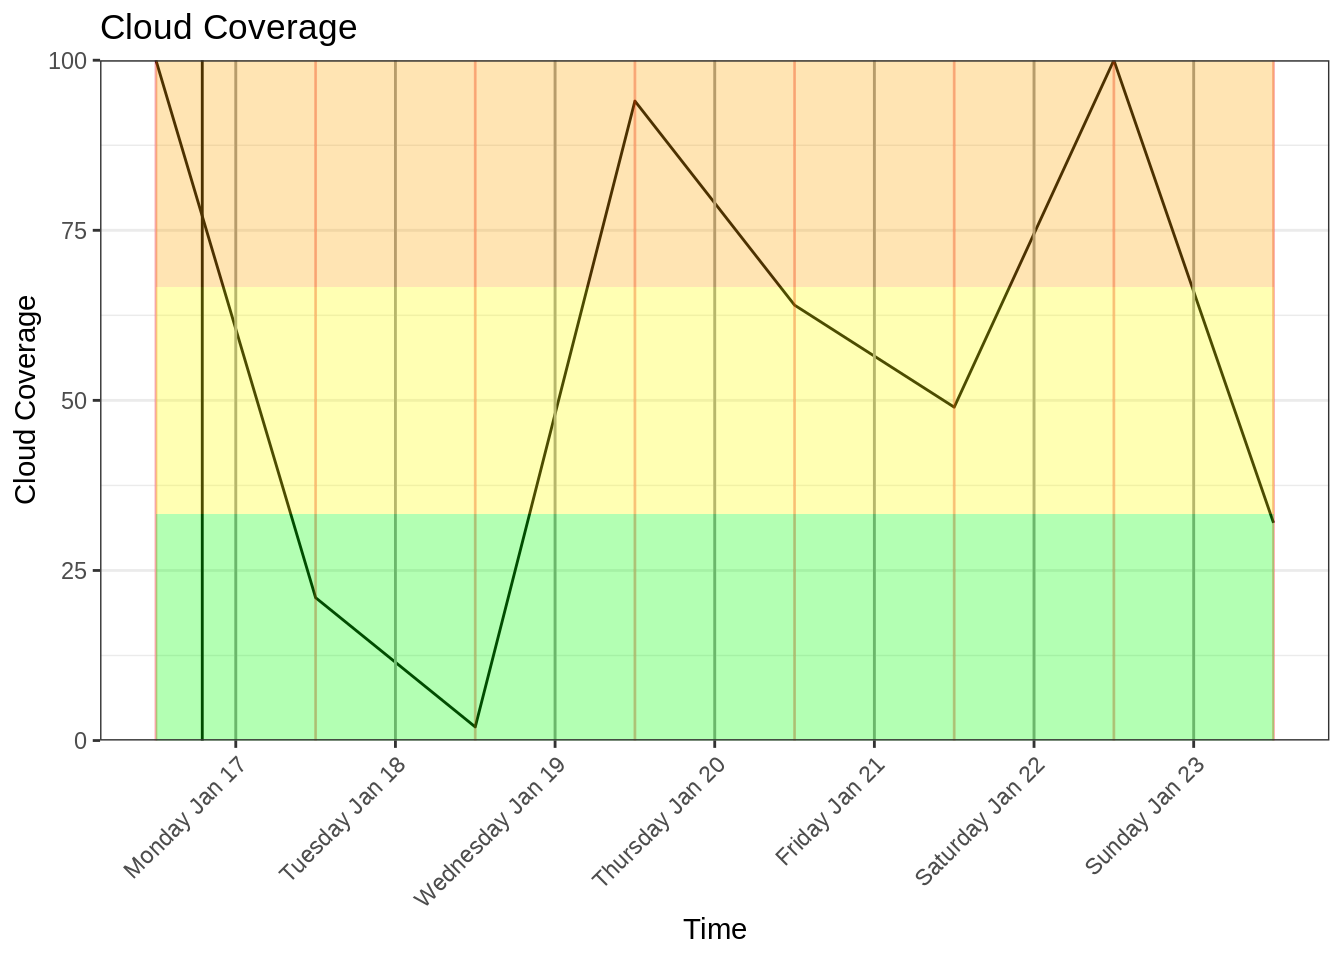 Cloud Coverage
100
75
50
25
0
Cloud Coverage
Monday Jan 17
Tuesday Jan 18
Wednesday Jan 19
Thursday Jan 20
Friday Jan 21
Saturday Jan 22
Sunday Jan 23
Time